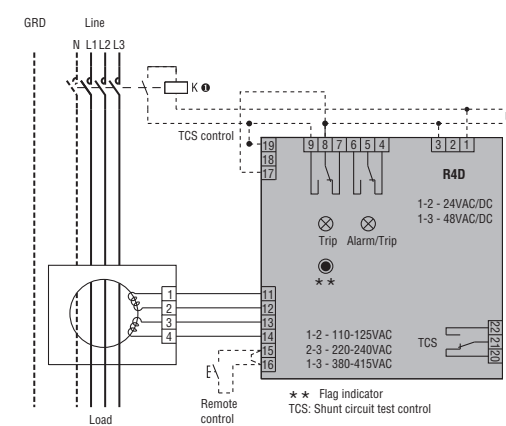 GRD
Line
N L1 L2 L3
K ❶
TCS control
19
18
17
9 8 7 6 5 4
3 2 1
R4D
1-2 - 24VAC/DC
1-3 - 48VAC/DC
Trip
Alarm/Trip
* *
1
2
3
4
11
12
13
14
15
16
1-2 - 110-125VAC
2-3 - 220-240VAC
1-3 - 380-415VAC
TCS
22
21
20
E
Remote
control
Load
* * Flag indicator
TCS: Shunt circuit test control